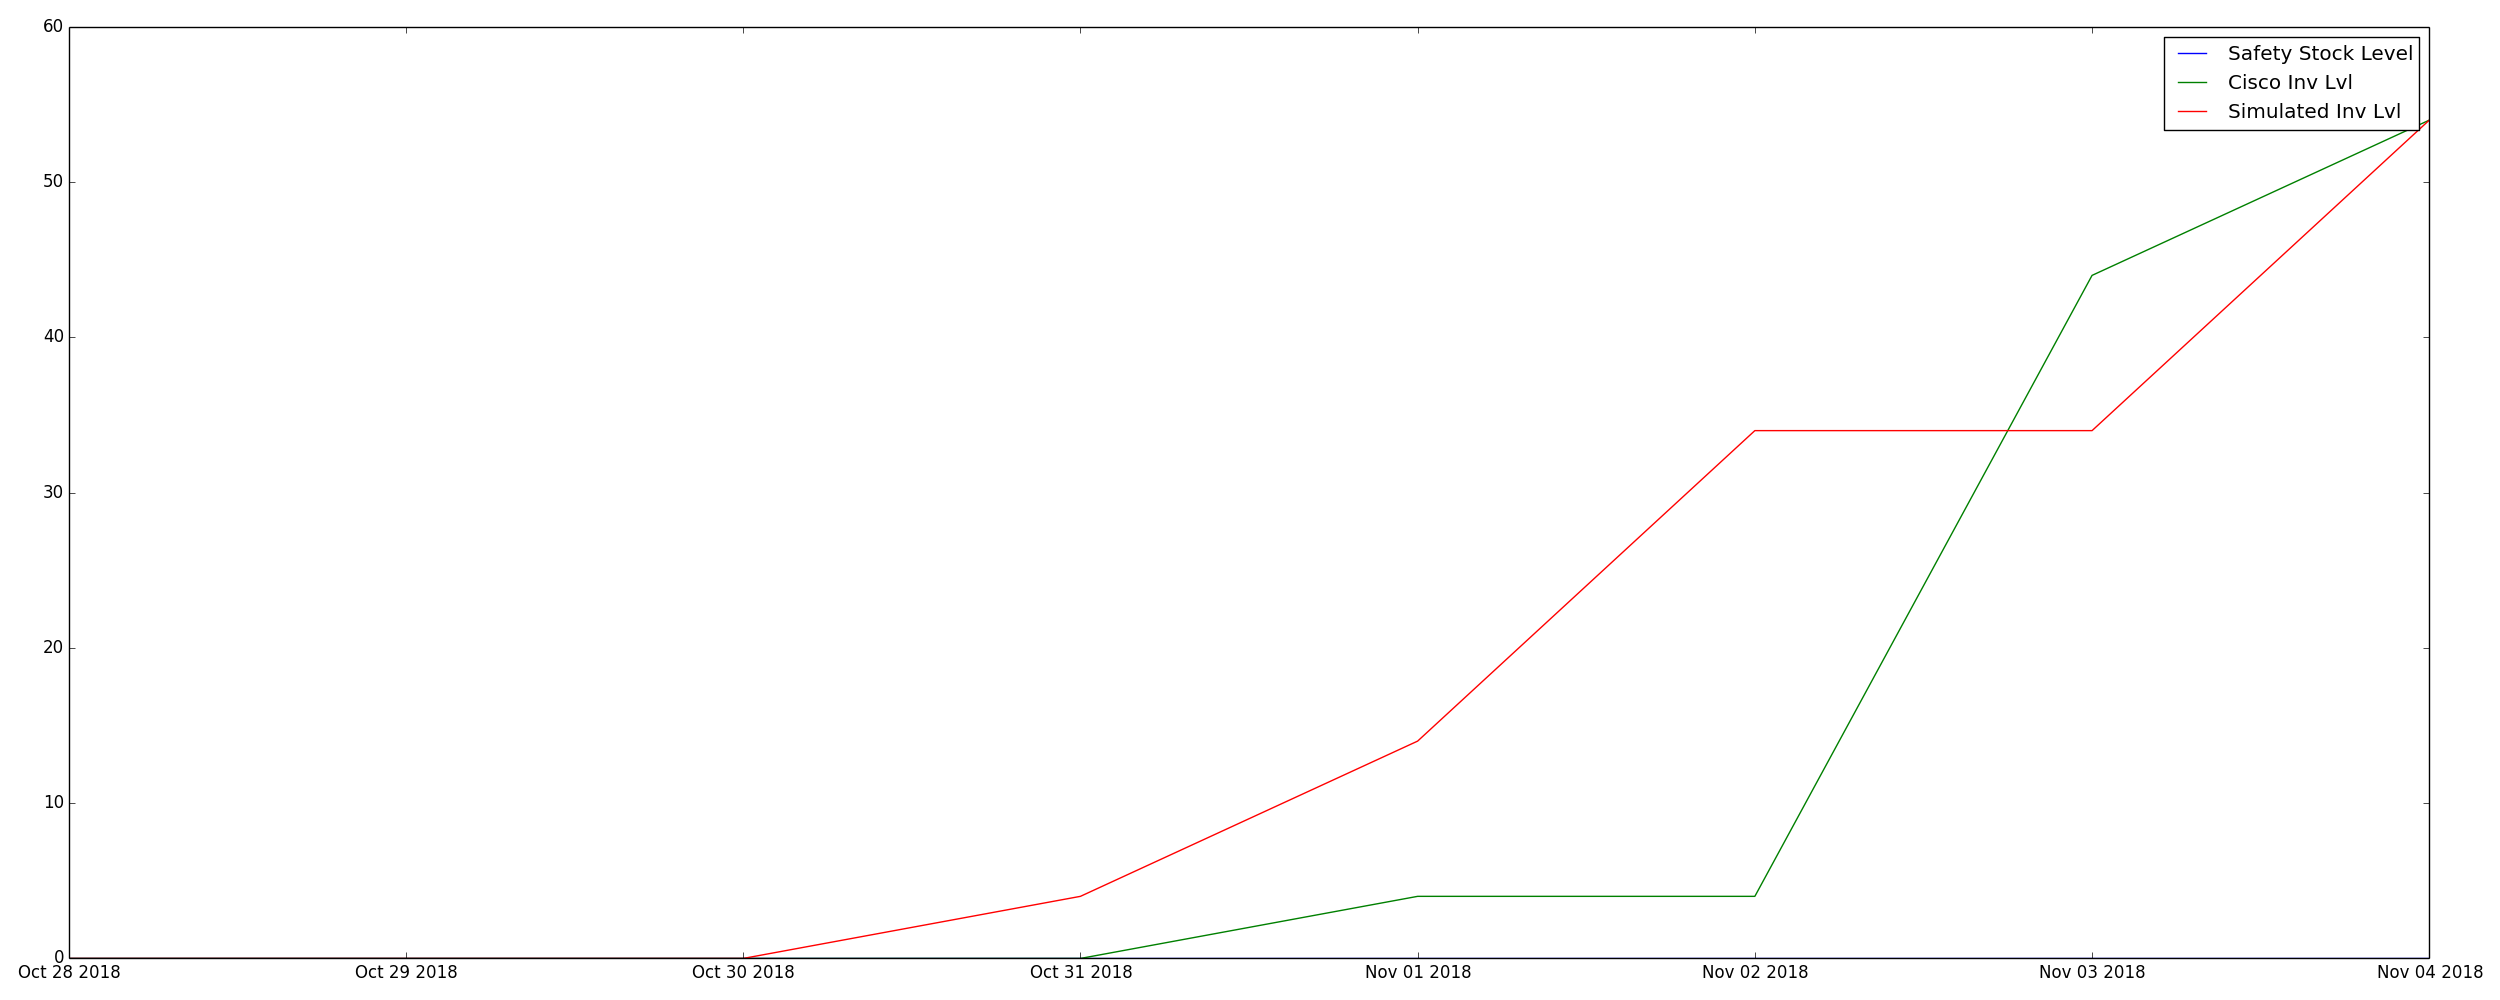 60
50
40
30
20
10
0
Safety Stock Level
Cisco Inv Lvl
Simulated Inv Lvl
Oct 28 2018 Oct 29 2018 Oct 30 2018 Oct 31 2018 Nov 01 2018 Nov 02 2018 Nov 03 2018 Nov 04 2018